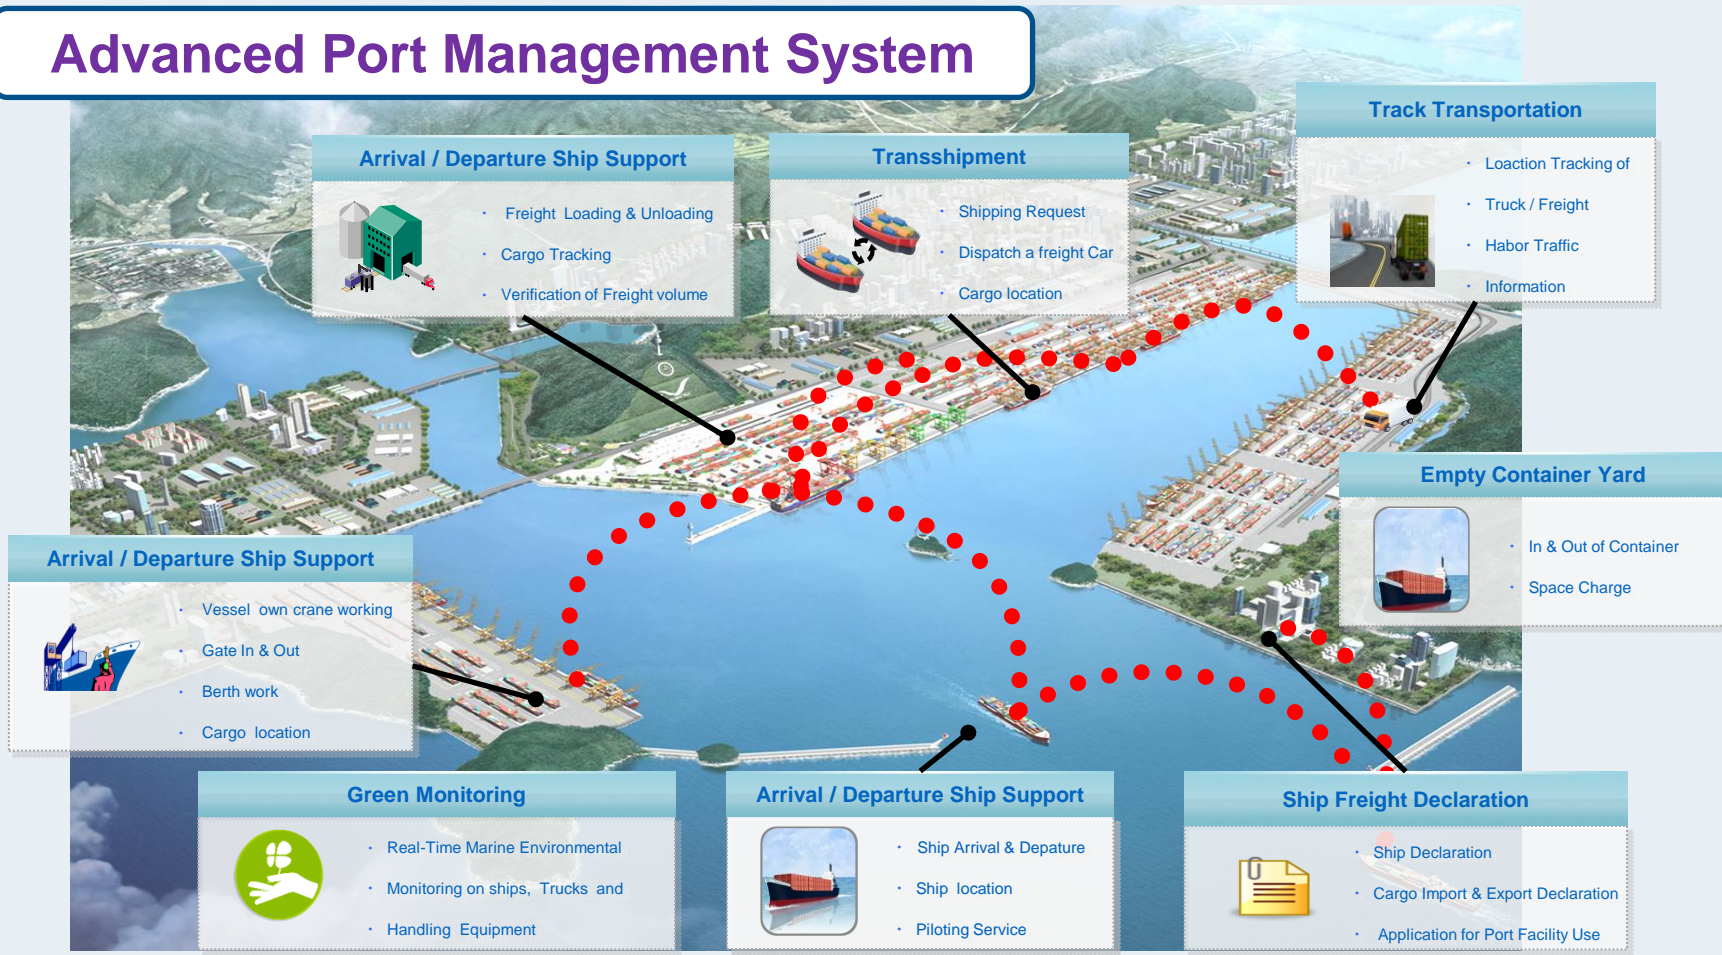 Advanced Port Management System
Track Transportation
· Loaction Tracking of
· Truck / Freight
· Habor Traffic
· Information
Arrival / Departure Ship Support
· Freight Loading & Unloading
· Cargo Tracking
· Verification of Freight volume
Transshipment
· Shipping Request
· Dispatch a freight Car
· Cargo location
Empty Container Yard
· In & Out of Container
· Space Charge
Arrival / Departure Ship Support
· Vessel own crane working
· Gate In & Out
· Berth work
· Cargo location
Green Monitoring
· Real-Time Marine Environmental
· Monitoring on ships, Trucks and
· Handling Equipment
Arrival / Departure Ship Support
· Ship Arrival & Depature
· Ship location
· Piloting Service
Ship Freight Declaration
· Ship Declaration
· Cargo Import & Export Declaration
· Application for Port Facility Use